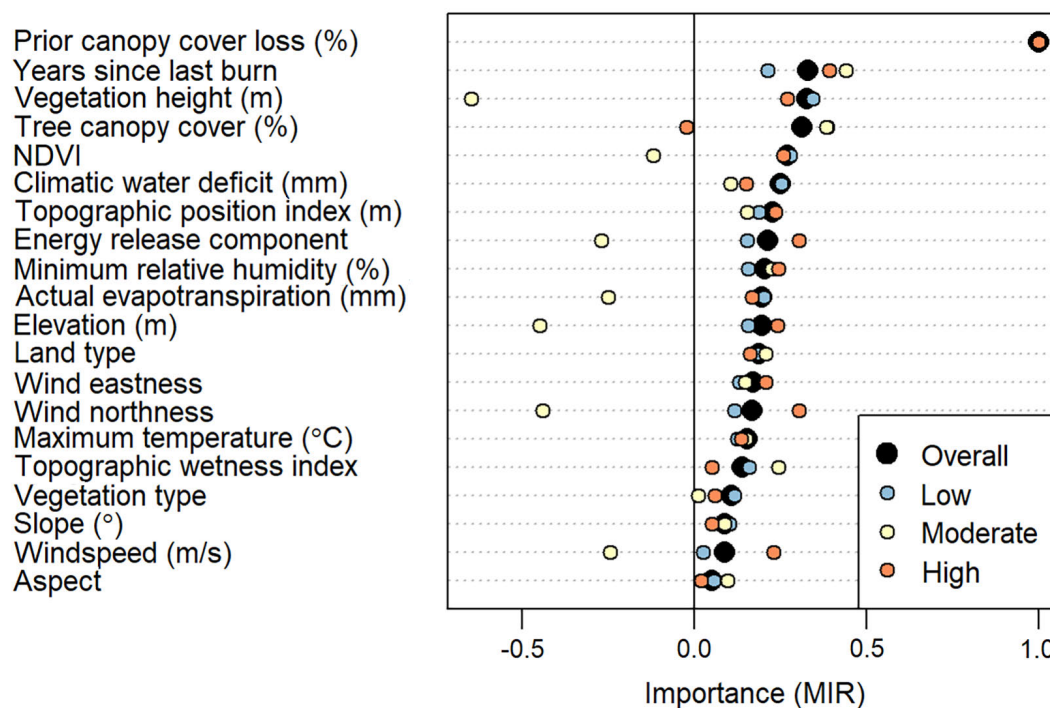 Prior canopy cover loss (%)
Years since last burn
Vegetation height (m)
Tree canopy cover (%)
NDVI
Climatic water deficit (mm)
Topographic position index (m)
Energy release component
Minimum relative humidity (%)
Actual evapotranspiration (mm)
Elevation (m)
Land type
Wind eastness
Wind northness
Maximum temperature (°C)
Topographic wetness index
Vegetation type
Slope (°)
Windspeed (m/s)
Aspect
Overall
Low
Moderate
High
-0.5 0.0 0.5 1.0
Importance (MIR)